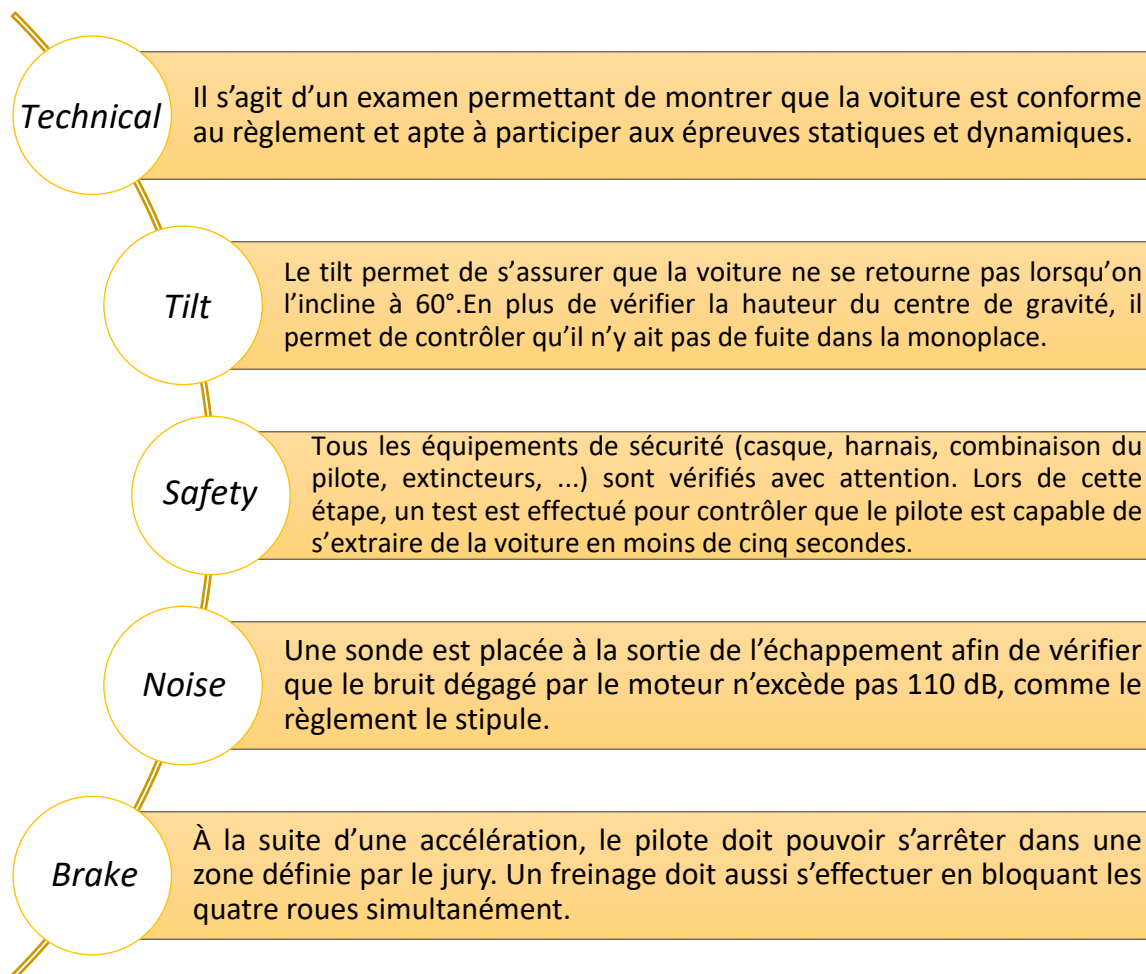 Technical
Il s’agit d’un examen permettant de montrer que la voiture est conforme
au règlement et apte à participer aux épreuves statiques et dynamiques.
Tilt
Le tilt permet de s’assurer que la voiture ne se retourne pas lorsqu’on
l’incline à 60°.En plus de vérifier la hauteur du centre de gravité, il
permet de contrôler qu’il n’y ait pas de fuite dans la monoplace.
Safety
Tous les équipements de sécurité (casque, harnais, combinaison du
pilote, extincteurs, ...) sont vérifiés avec attention. Lors de cette
étape, un test est effectué pour contrôler que le pilote est capable de
s’extraire de la voiture en moins de cinq secondes.
Noise
Une sonde est placée à la sortie de l’échappement afin de vérifier
que le bruit dégagé par le moteur n’excède pas 110 dB, comme le
règlement le stipule.
Brake
À la suite d’une accélération, le pilote doit pouvoir s’arrêter dans une
zone définie par le jury. Un freinage doit aussi s’effectuer en bloquant les
quatre roues simultanément.